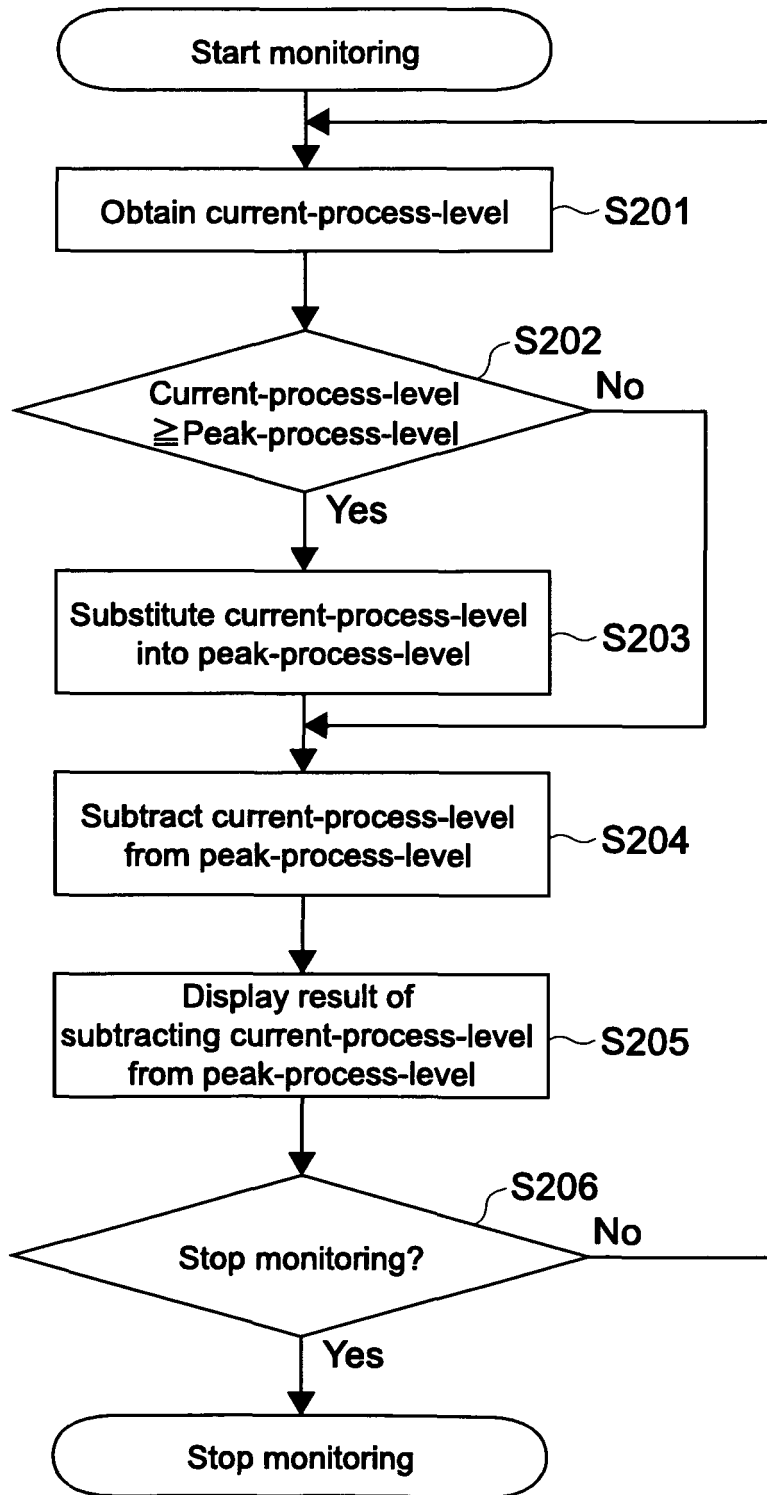 Start monitoring
Obtain current-process-level
S201
S202
Current-process-level
≧Peak-process-level
No
Yes
Substitute current-process-level
into peak-process-level
S203
Subtract current-process-level
from peak-process-level
S204
Display result of
subtracting current-process-level
from peak-process-level
S205
S206
Stop monitoring?
No
Yes
Stop monitoring